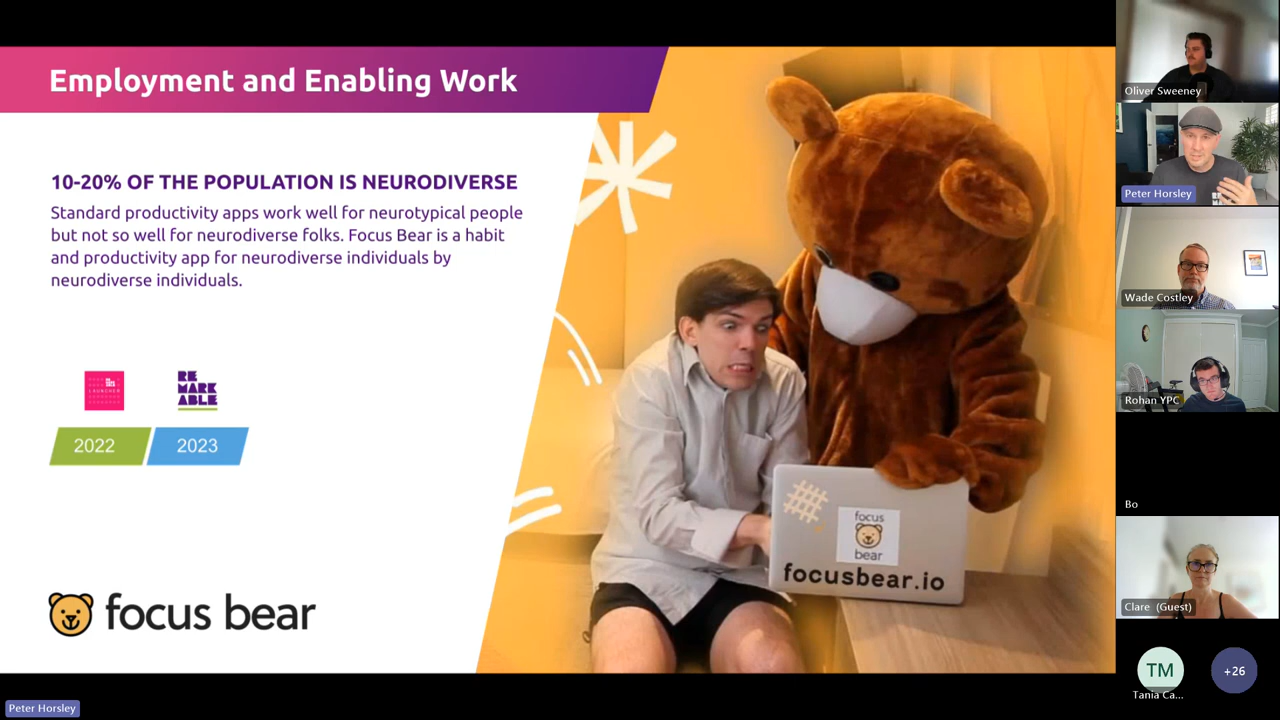 Employment and Enabling Work
10-20% OF THE POPULATION IS NEURODIVERSE
Standard productivity apps work well for neurotypical people
but not so well for neurodiverse folks. Focus Bear is a habit
and productivity app for neurodiverse individuals by
neurodiverse individuals.
LAUNCHER
RE
MARK
ABLE
2022
2023
focus bear
focus
bear
focusbear.io
Oliver Sweeney
Peter Horsley
Wade Costley
Rohan YPC
Bo
Clare (Guest)
TM
Tania Ca...
+26
Peter Horsley